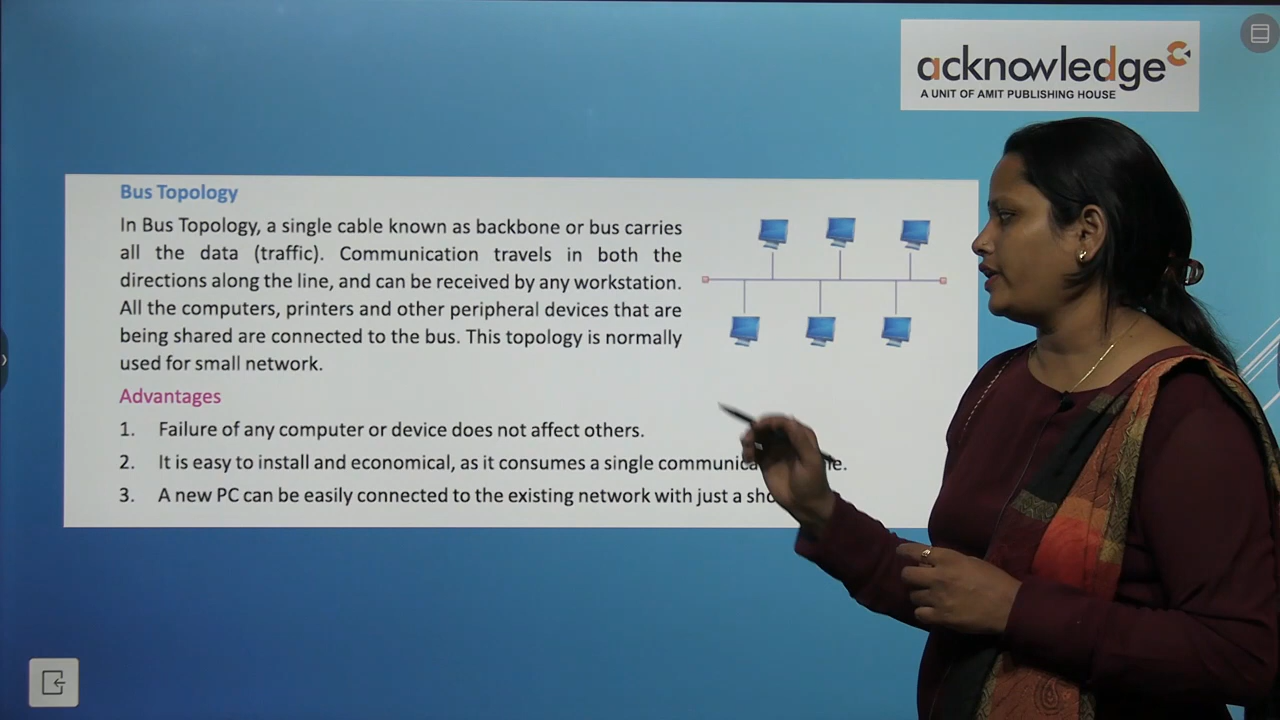 acknowledge
A UNIT OF AMIT PUBLISHING HOUSE
Bus Topology
In Bus Topology, a single cable known as backbone or bus carries
all the data (traffic). Communication travels in both the
directions along the line, and can be received by any workstation.
All the computers, printers and other peripheral devices that are
being shared are connected to the bus. This topology is normally
used for small network.
Advantages
1. Failure of any computer or device does not affect others.
2. It is easy to install and economical, as it consumes a single
3. A new PC can be easily connected to the existing network with just a